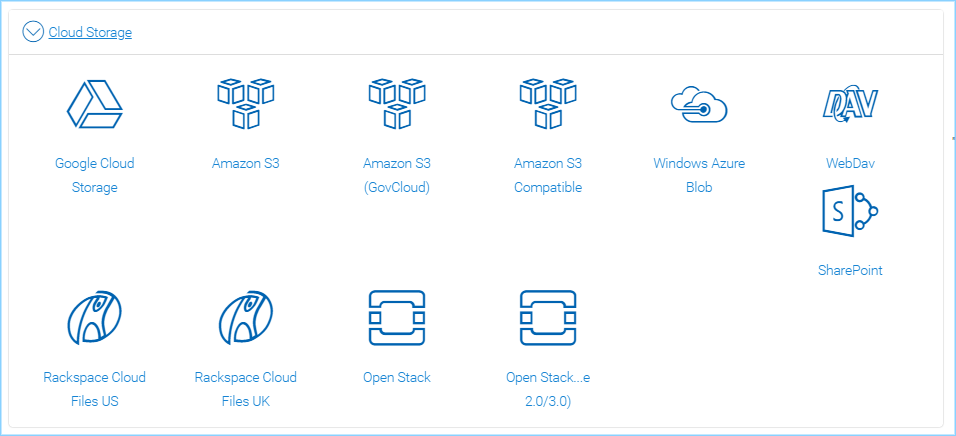 Cloud Storage
Google Cloud
Storage
Amazon S3
Amazon S3
(GovCloud)
Amazon S3
Compatible
Windows Azure
Blob
DAV
WebDav
S
SharePoint
Rackspace Cloud
Files US
Rackspace Cloud
Files UK
Open Stack
Open Stack...e
2.0/3.0)